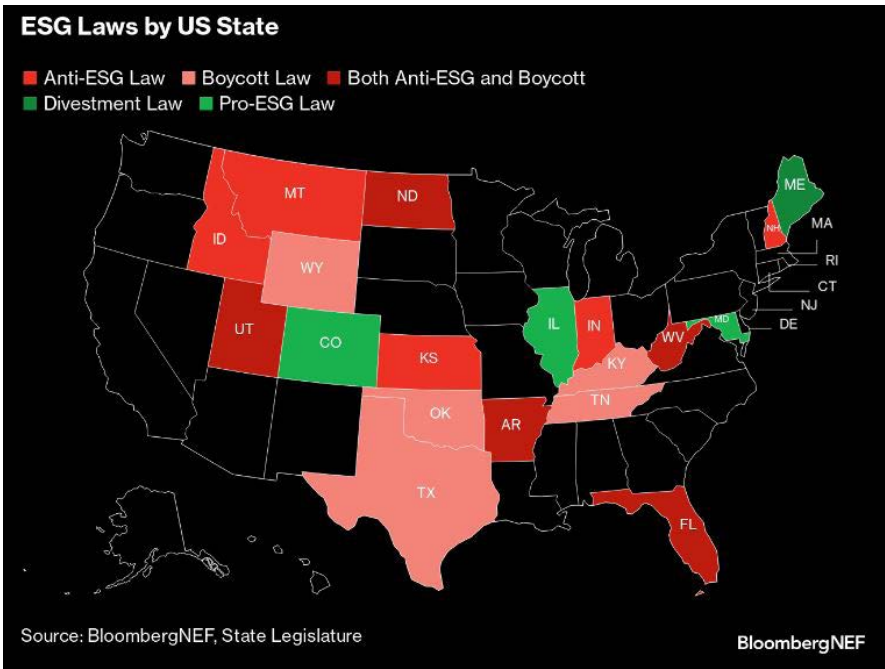 ESG Laws by US State
Anti-ESG Law Boycott Law Both Anti-ESG and Boycott
Divestment Law Pro-ESG Law
ME
MT
ND
MA
NH
ID
RI
WY
CT
NJ
IL
IN
MD
DE
UT
CO
WV
KS
KY
TN
OK
AR
TX
FL
Source: BloombergNEF, State Legislature
BloombergNEF